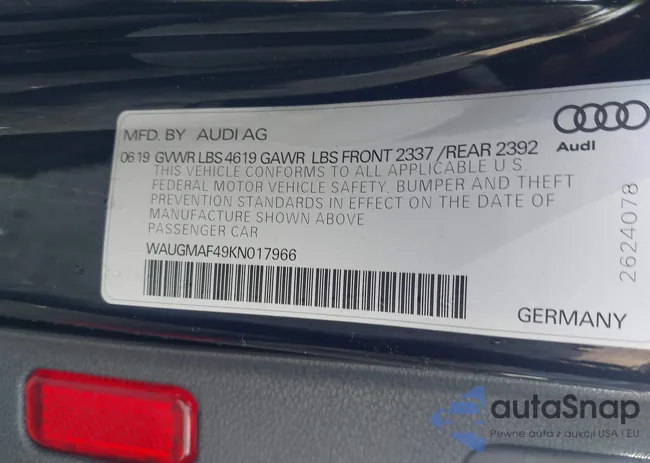 MFD. BY AUDI AG
06 19 GVWR LBS 4619 GAWR LBS FRONT 2337 / REAR 2392
THIS VEHICLE CONFORMS TO ALL APPLICABLE U S
FEDERAL MOTOR VEHICLE SAFETY, BUMPER AND THEFT
PREVENTION STANDARDS IN EFFECT ON THE DATE OF
MANUFACTURE SHOWN ABOVE
PASSENGER CAR
WAUGMAF49KN017966
Audi
2624078
GERMANY
autaSnap
Pewne auta z aukcji USA i EU